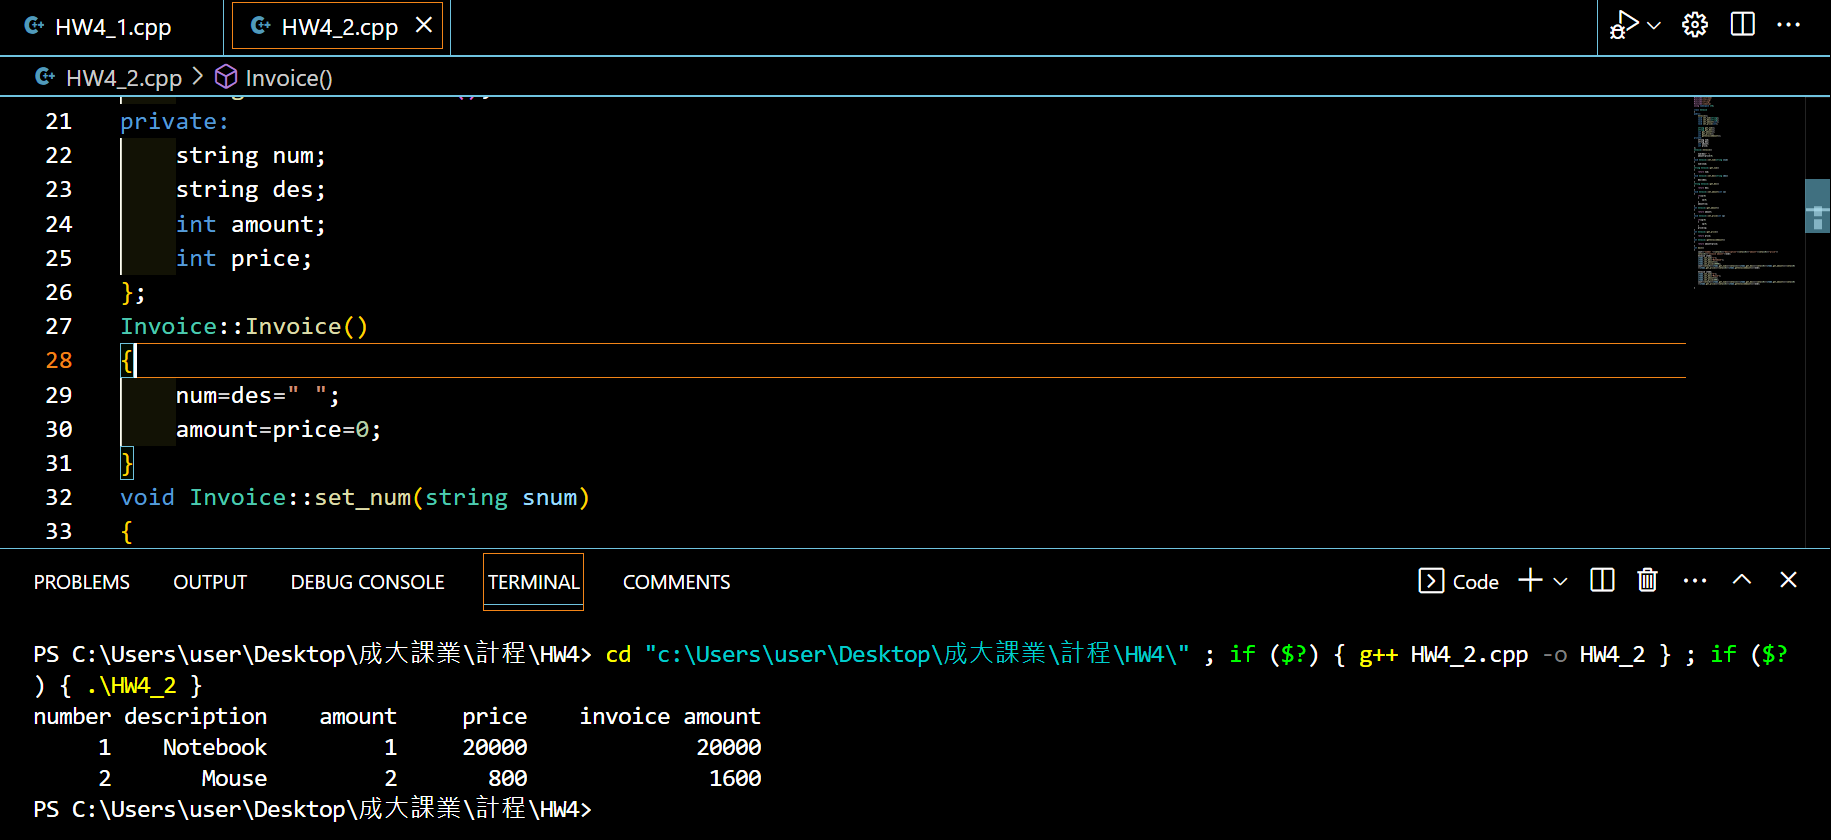 HW4_1.cpp
HW4_2.cpp
HW4_2.cpp > Invoice()
21 private:
22 string num;
23 string des;
24 int amount;
25 int price;
26 };
27 Invoice::Invoice()
28 {
29 num=des=" ";
30 amount=price=0;
31 }
32 void Invoice::set_num(string snum)
33 {
PROBLEMS OUTPUT DEBUG CONSOLE TERMINAL COMMENTS Code
PS C:\Users\user\Desktop\成大課業\計程\HW4> cd "c:\Users\user\Desktop\成大課業\計程\HW4\" ; if ($?) { g++ HW4_2.cpp -o HW4_2 } ; if ($?
) { .\HW4_2 }
number description amount price invoice amount
1 Notebook 1 20000 20000
2 Mouse 2 800 1600
PS C:\Users\user\Desktop\成大課業\計程\HW4>